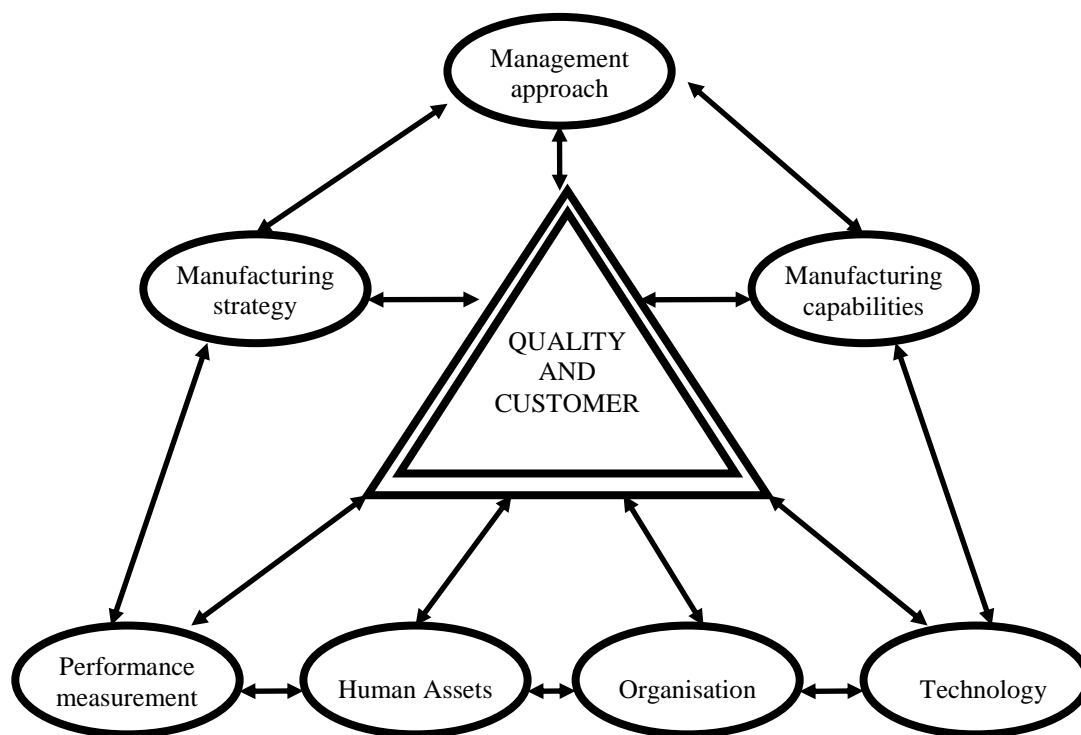 Management
approach
Manufacturing
strategy
Manufacturing
capabilities
QUALITY
AND
CUSTOMER
Performance
measurement
Human Assets
Organisation
Technology